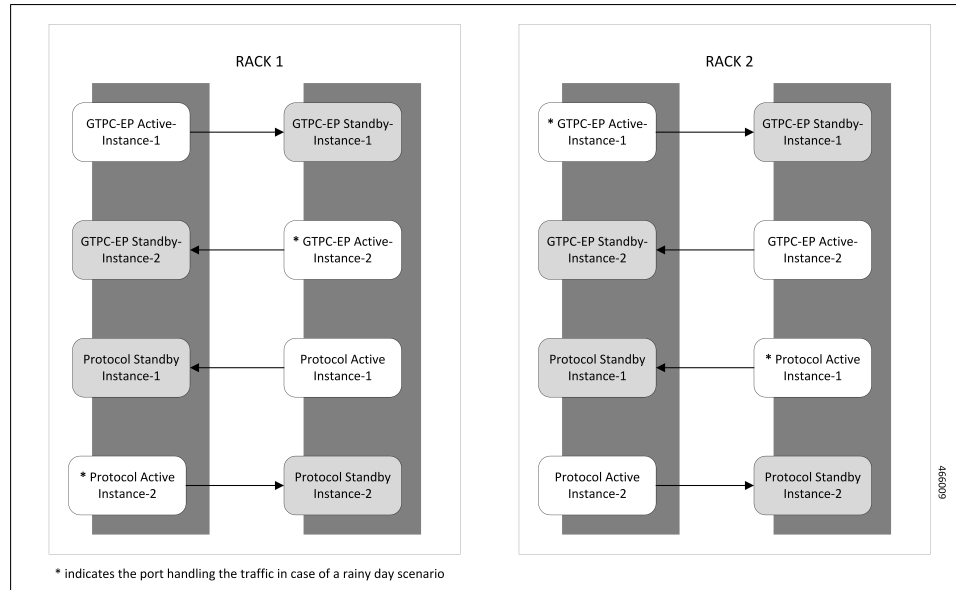 RACK 1
GTPC-EP Active-
Instance-1
GTPC-EP Standby-
Instance-1
GTPC-EP Standby-
Instance-2
* GTPC-EP Active-
Instance-2
Protocol Standby
Instance-1
Protocol Active
Instance-1
* Protocol Active
Instance-2
Protocol Standby
Instance-2
RACK 2
* GTPC-EP Active-
Instance-1
GTPC-EP Standby-
Instance-1
GTPC-EP Standby-
Instance-2
GTPC-EP Active-
Instance-2
Protocol Standby
Instance-1
* Protocol Active
Instance-1
Protocol Active
Instance-2
Protocol Standby
Instance-2
466009
* indicates the port handling the traffic in case of a rainy day scenario